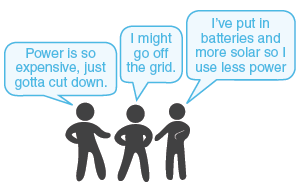 Power is so
expensive, just
gotta cut down.
I might
go off
the grid.
I've put in
batteries and
more solar so I
use less power